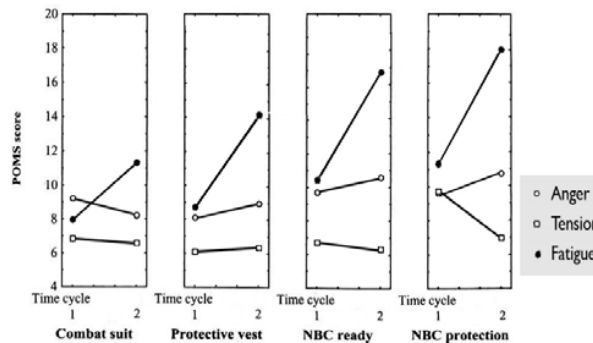 20
18
16
14
12
10
8
6
4
POMS score
Time cycle
1 2
Combat suit
Time cycle
1 2
Protective vest
Time cycle
1 2
NBC ready
Time cycle
1 2
NBC protection
Anger
Tension
Fatigue